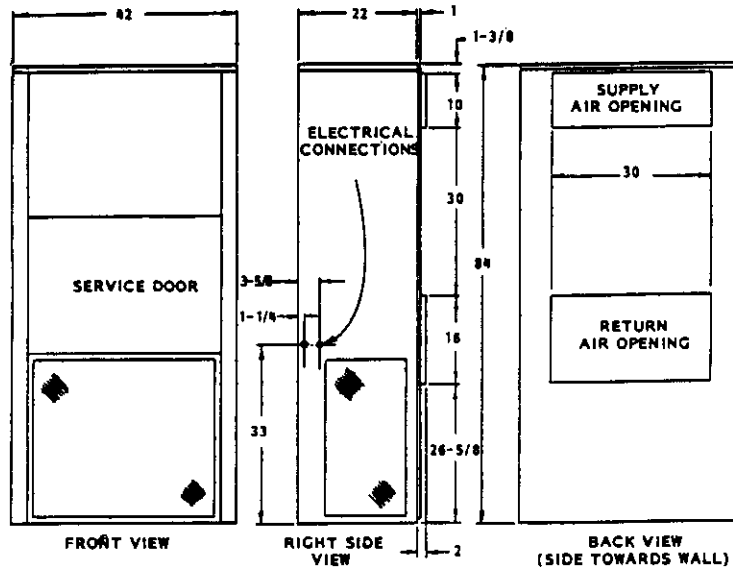 42
22
1
1-3/8
SUPPLY
AIR OPENING
10
ELECTRICAL
CONNECTIONS
30
30
84
3-5/8
SERVICE DOOR
1-1/4
RETURN
AIR OPENING
16
33
26-5/8
FRONT VIEW
RIGHT SIDE
VIEW
2
BACK VIEW
(SIDE TOWARDS WALL)